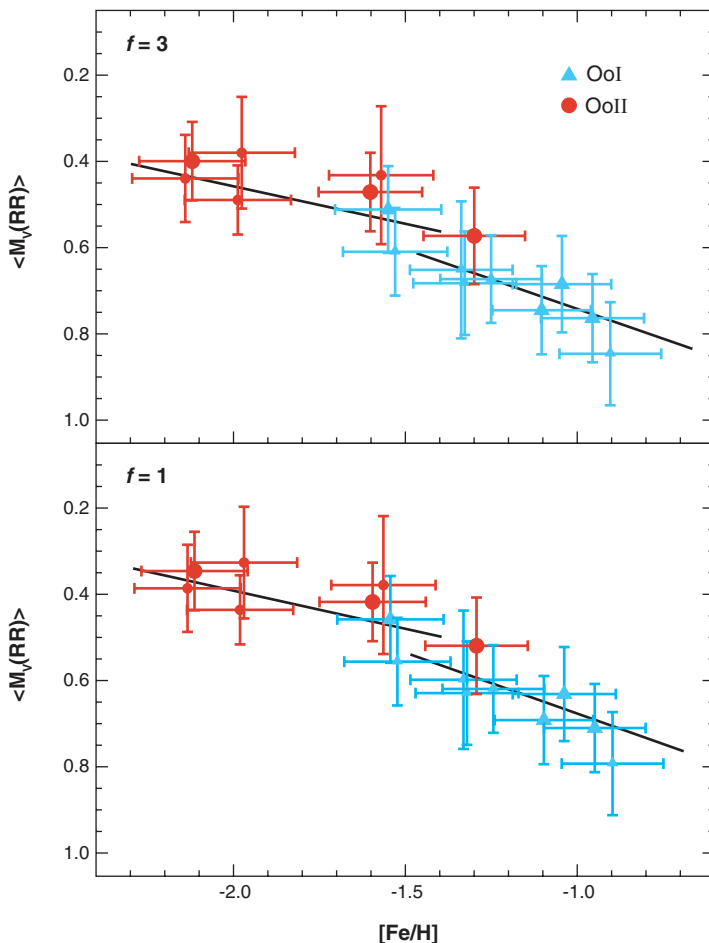 f = 3
OoI
OoII
0.2
0.4
0.6
0.8
1.0
<M_V(RR)>
f = 1
0.2
0.4
0.6
0.8
1.0
<M_V(RR)>
-2.0 -1.5 -1.0
[Fe/H]